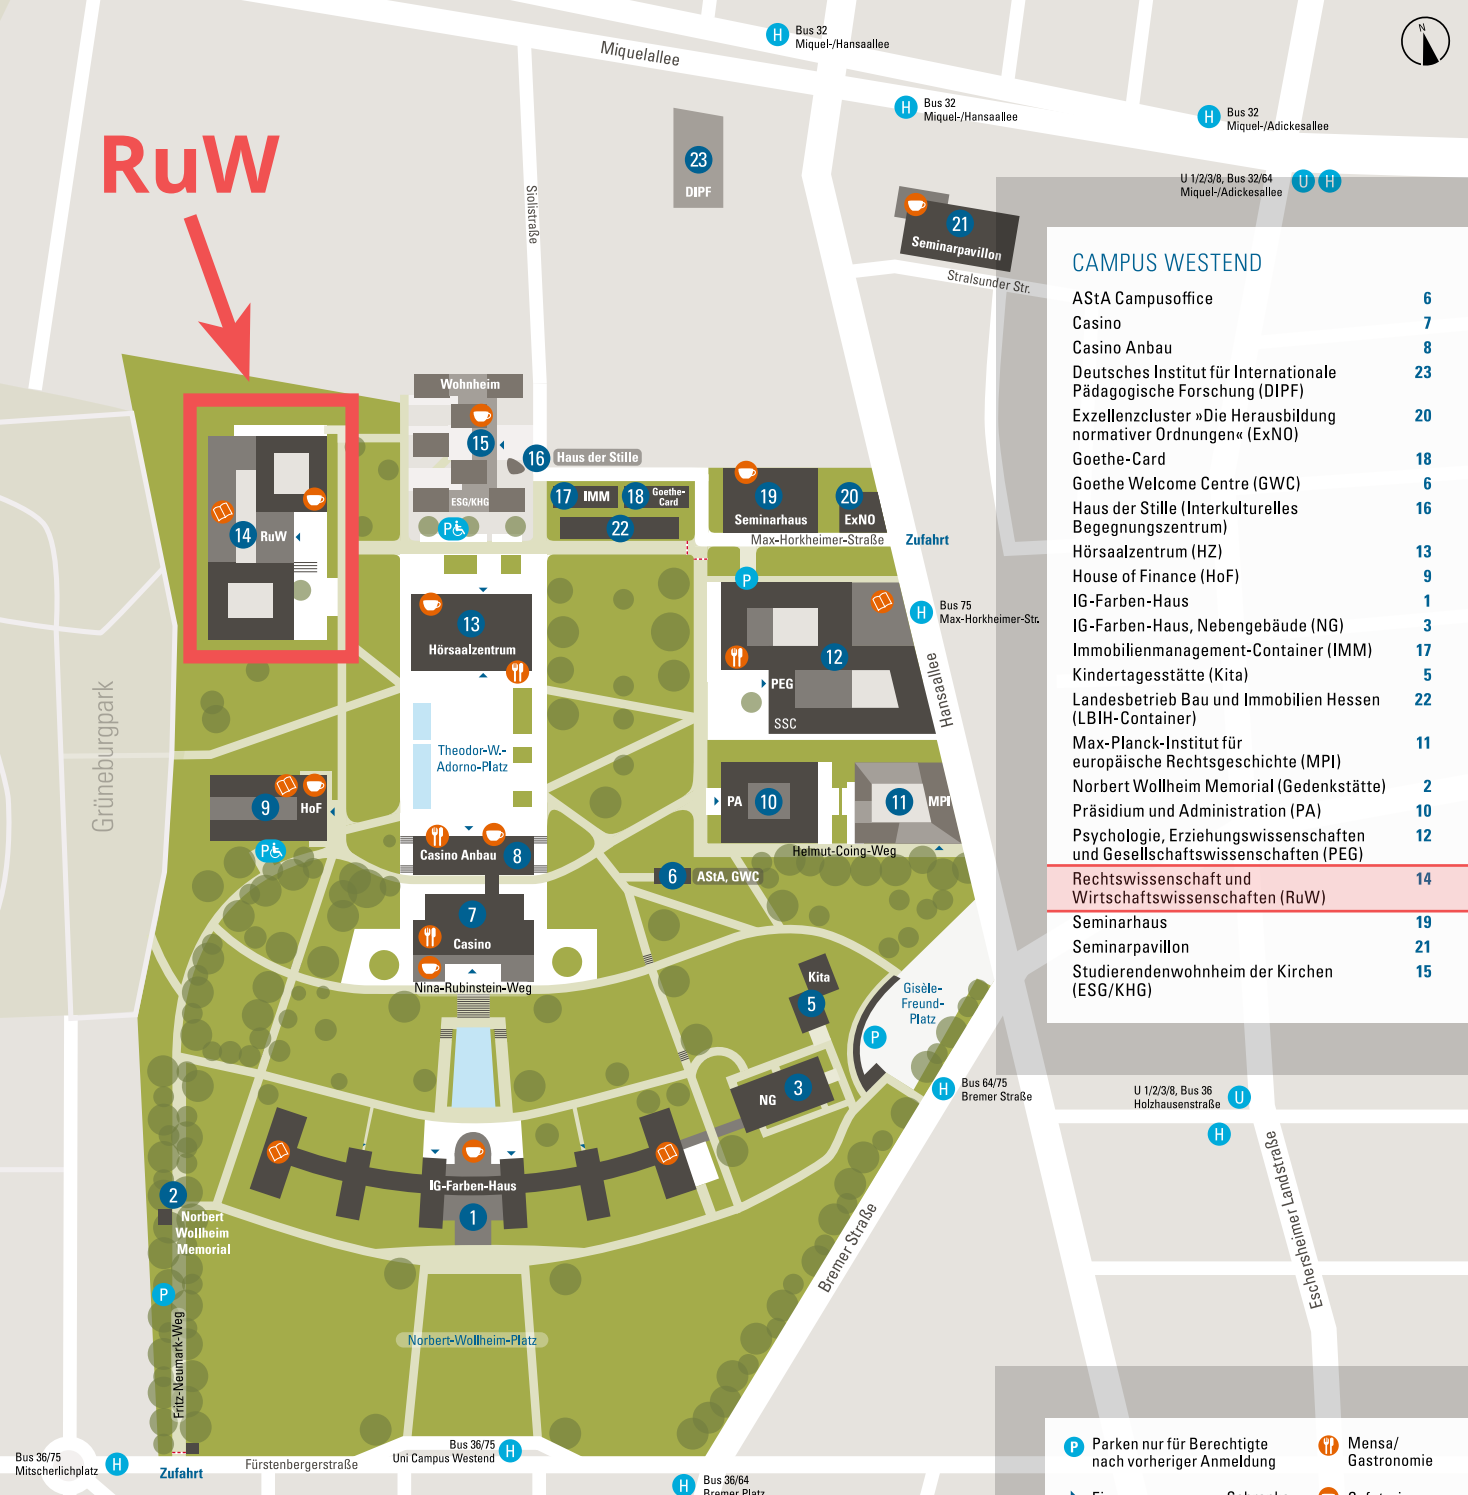 Bus 32
Miquel-/Hansaallee
Miquelallee
N
Bus 32
Miquel-/Hansaallee
Bus 32
Miquel-/Adickesallee
U 1/2/3/8, Bus 32/64
Miquel-/Adickesallee
H
H
H
U
H
RuW
23
DIPF
Siolistraße
21
Seminarpavillon
Stralsunder Str.
CAMPUS WESTEND
AStA Campusoffice 6
Casino 7
Casino Anbau 8
Deutsches Institut für Internationale 23
Pädagogische Forschung (DIPF)
Exzellenzcluster »Die Herausbildung 20
normativer Ordnungen« (ExNO)
Goethe-Card 18
Goethe Welcome Centre (GWC) 6
Haus der Stille (Interkulturelles 16
Begegnungszentrum)
Hörsaalzentrum (HZ) 13
House of Finance (HoF) 9
IG-Farben-Haus 1
IG-Farben-Haus, Nebengebäude (NG) 3
Immobilienmanagement-Container (IMM) 17
Kindertagesstätte (Kita) 5
Landesbetrieb Bau und Immobilien Hessen 22
(LBIH-Container)
Max-Planck-Institut für 11
europäische Rechtsgeschichte (MPI)
Norbert Wollheim Memorial (Gedenkstätte) 2
Präsidium und Administration (PA) 10
Psychologie, Erziehungswissenschaften 12
und Gesellschaftswissenschaften (PEG)
Rechtswissenschaft und 14
Wirtschaftswissenschaften (RuW)
Seminarhaus 19
Seminarpavillon 21
Studierendenwohnheim der Kirchen 15
(ESG/KHG)
Wohnheim
15
16
Haus der Stille
ESG/KHG
P
17 IMM
18 Goethe-
Card
22
19
Seminarhaus
20
ExNO
Max-Horkheimer-Straße
Zufahrt
14 RuW
13
Hörsaalzentrum
P
12
PEG
SSC
H
Bus 75
Max-Horkheimer-Str.
Hansaallee
Grüneburgpark
Theodor-W.-
Adorno-Platz
9
HoF
P
PA
10
11
MPI
Helmut-Coing-Weg
Casino Anbau
8
6
AStA, GWC
7
Casino
Nina-Rubinstein-Weg
Kita
5
Gisèle-
Freund-
Platz
P
3
NG
H
Bus 64/75
Bremer Straße
U 1/2/3/8, Bus 36
Holzhausenstraße
U
H
Eschersheimer Landstraße
IG-Farben-Haus
1
2
Norbert
Wollheim
Memorial
P
Fritz-Neumark-Weg
Bremer Straße
Norbert-Wollheim-Platz
Bus 36/75
Mitscherlichplatz
H
Zufahrt
Fürstenbergerstraße
Bus 36/75
Uni Campus Westend
H
H
Bus 36/64
Bremer Platz
P
Parken nur für Berechtigte
nach vorheriger Anmeldung
Mensa/
Gastronomie